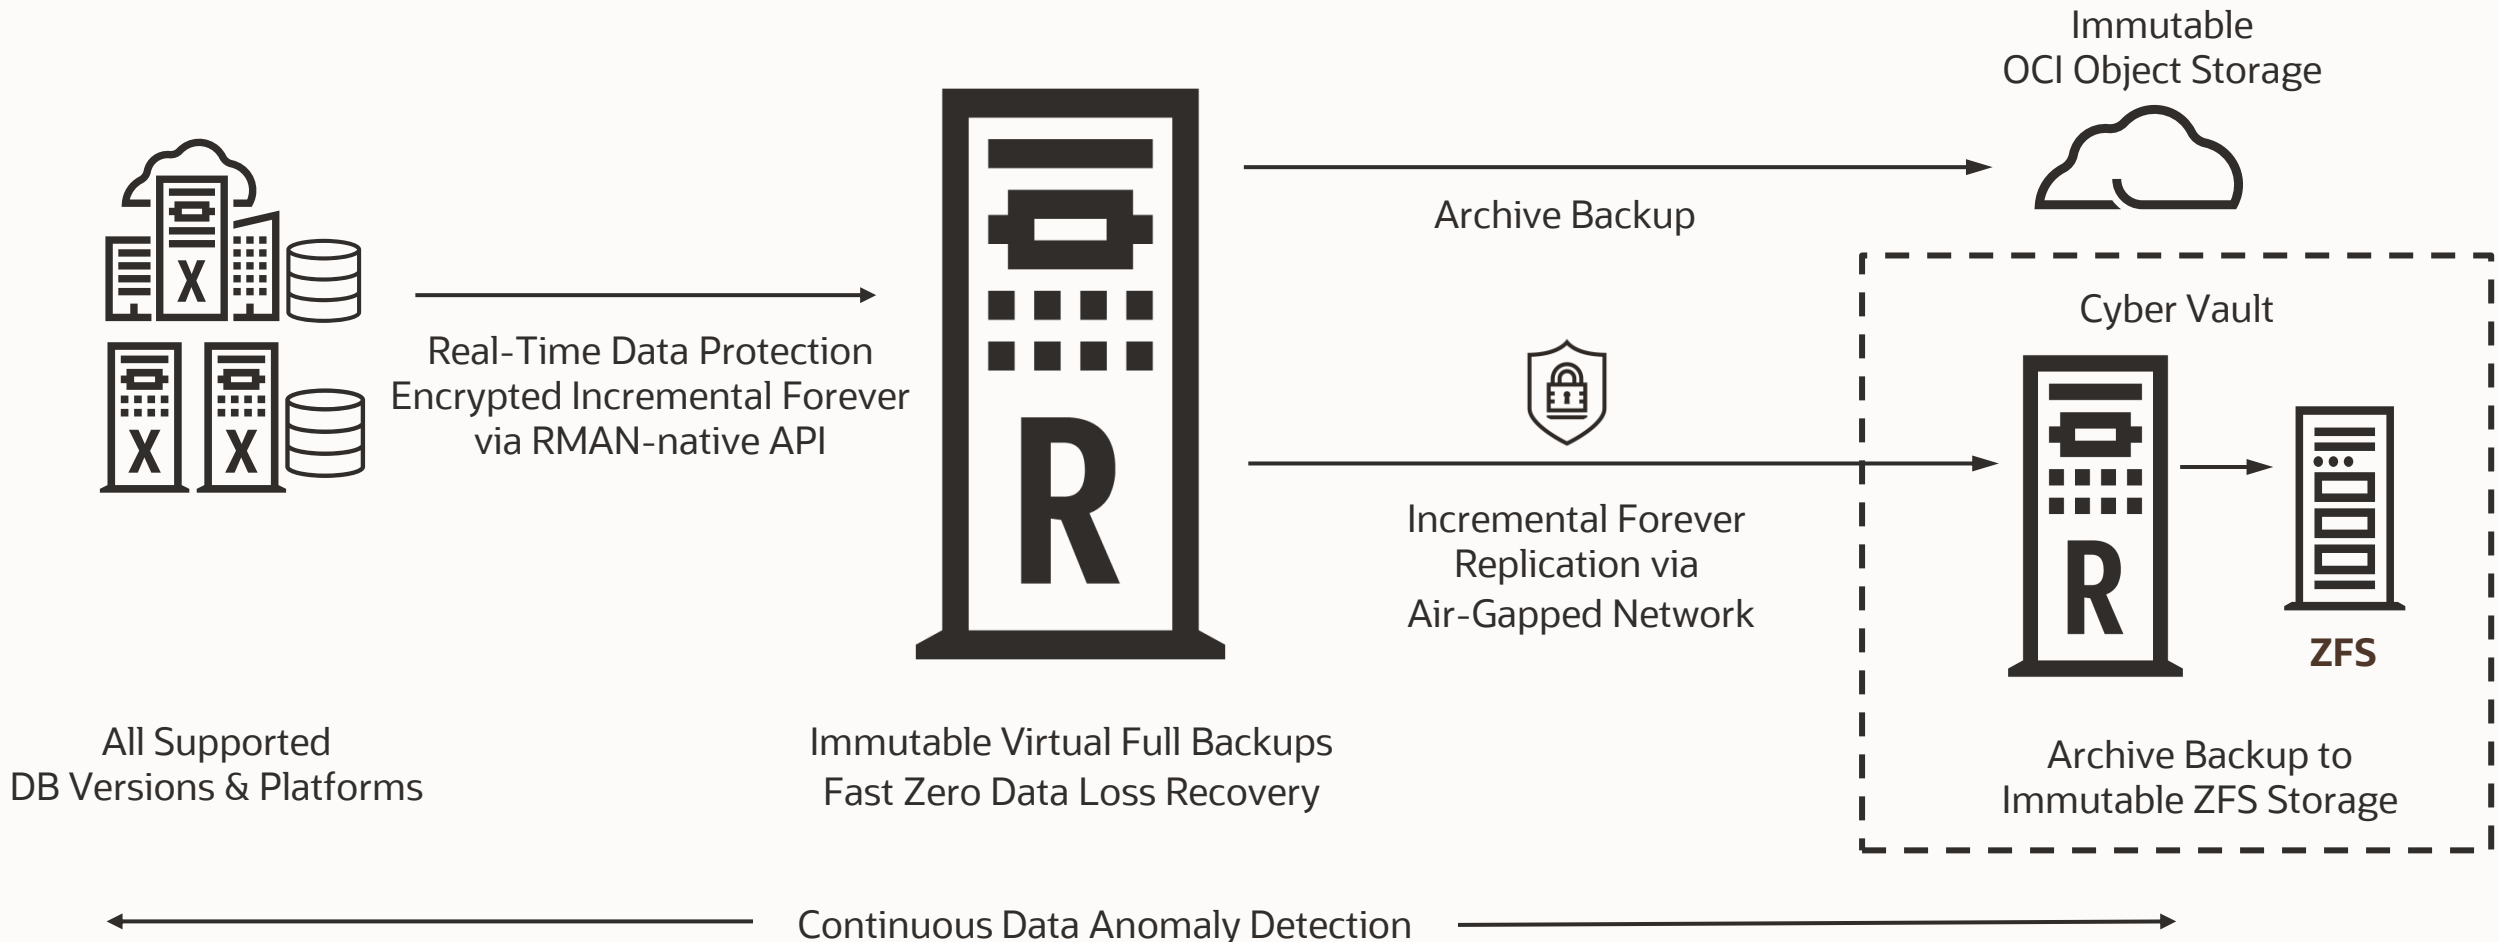 Immutable
OCI Object Storage
Archive Backup
Cyber Vault
X
X
X
Real-Time Data Protection
Encrypted Incremental Forever
via RMAN-native API
R
Incremental Forever
Replication via
Air-Gapped Network
R
ZFS
All Supported
DB Versions & Platforms
Immutable Virtual Full Backups
Fast Zero Data Loss Recovery
Archive Backup to
Immutable ZFS Storage
Continuous Data Anomaly Detection